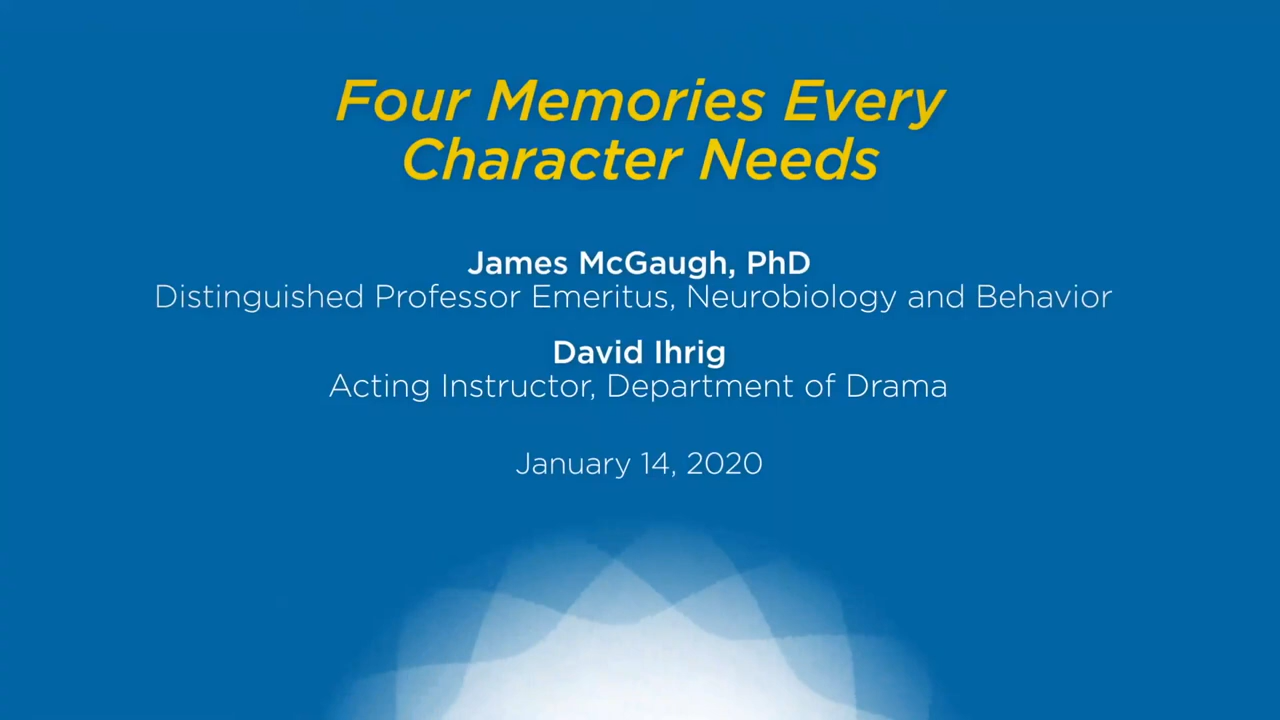 Four Memories Every
Character Needs
James McGaugh, PhD
Distinguished Professor Emeritus, Neurobiology and Behavior
David Ihrig
Acting Instructor, Department of Drama
January 14, 2020